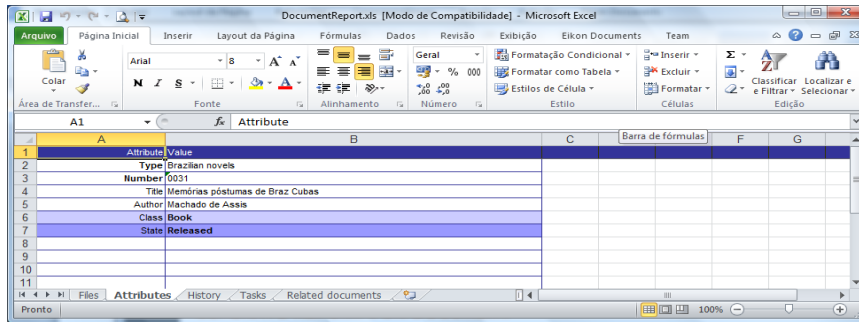 DocumentReport.xls [Modo de Compatibilidade] - Microsoft Excel
Arquivo Página Inicial Inserir Layout da Página Fórmulas Dados Revisão Exibição Eikon Documents Team
Arial 8 A A Geral Formatação Condicional Inserir Σ
Colar N I S A % 000 Formatar como Tabela Excluir Classificar Localizar e
,00 ,00 Estilos de Célula Formatar e Filtrar Selecionar
Área de Transfer... Fonte Alinhamento Número Estilo Células Edição
A1 fx Attribute
Barra de fórmulas
A B C F G
1 Attribute Value
2 Type Brazilian novels
3 Number 0031
4 Title Memórias póstumas de Braz Cubas
5 Author Machado de Assis
6 Class Book
7 State Released
8
9
10
11
Files Attributes History Tasks Related documents
Pronto 100%